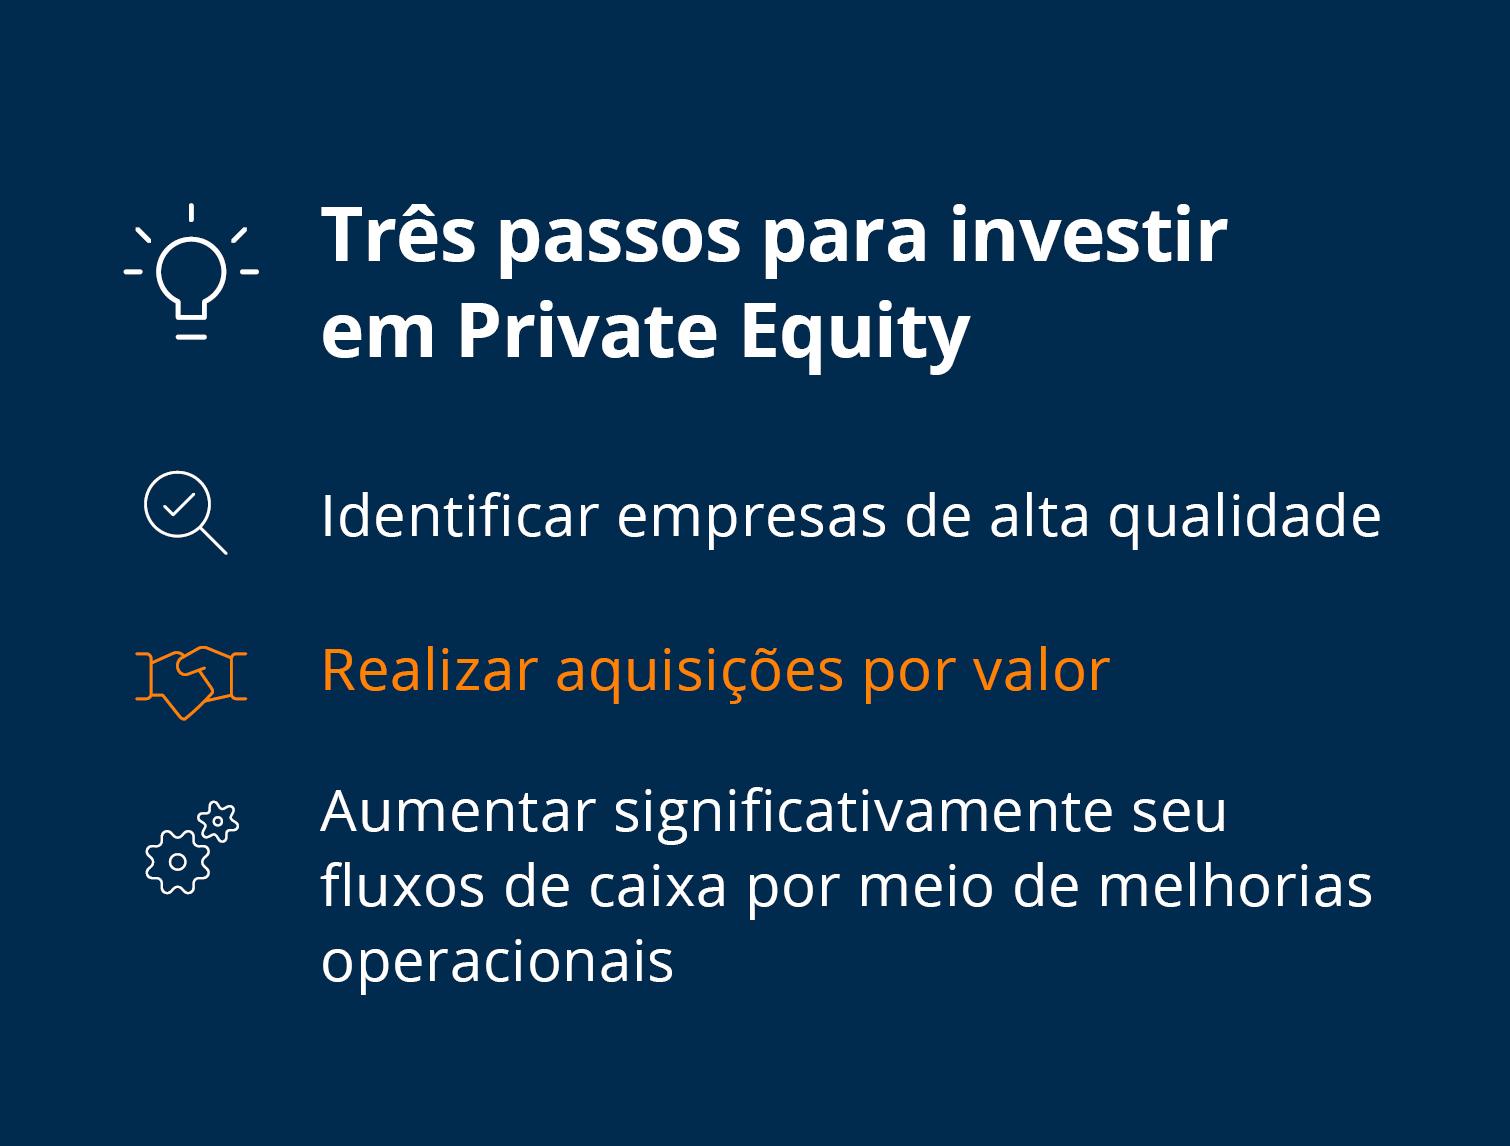 Três passos para investir
em Private Equity
Identificar empresas de alta qualidade
Realizar aquisições por valor
Aumentar significativamente seu
fluxos de caixa por meio de melhorias
operacionais